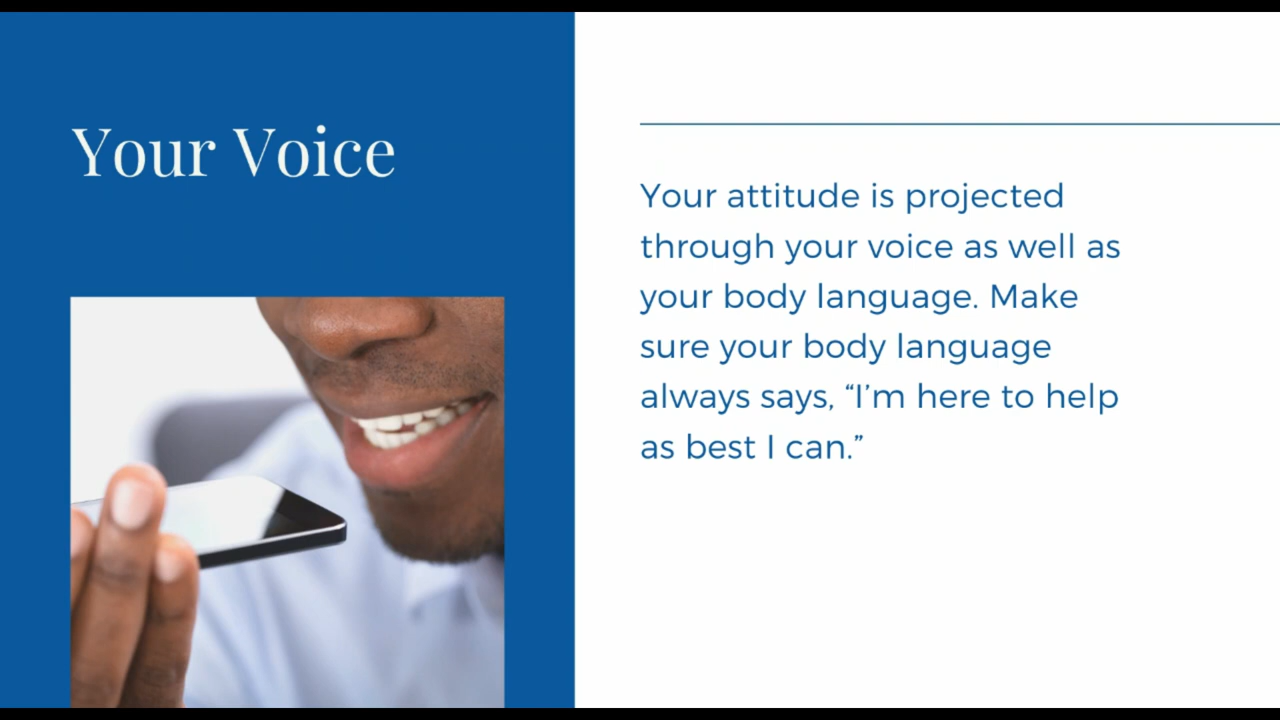 Your Voice
Your attitude is projected
through your voice as well as
your body language. Make
sure your body language
always says, “I’m here to help
as best I can.”